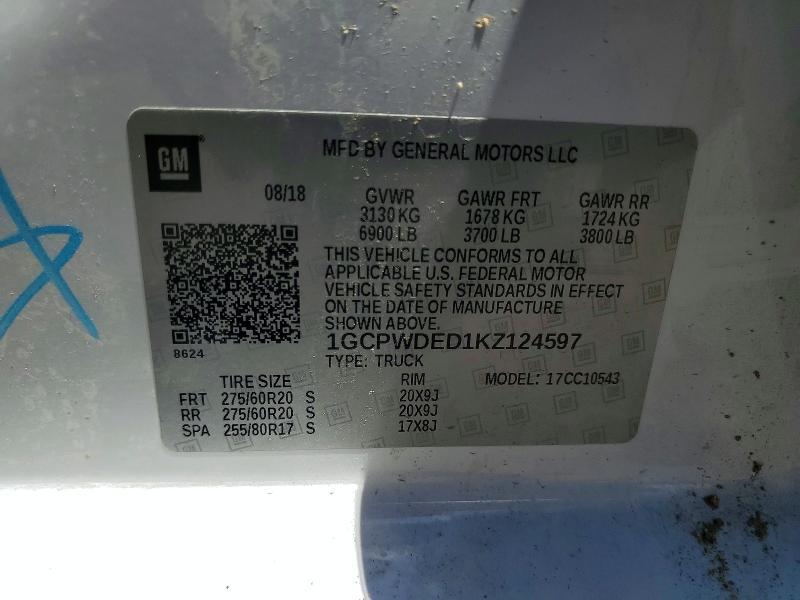 GM
MFD BY GENERAL MOTORS LLC
08/18
GVWR GAWR FRT GAWR RR
3130 KG 1678 KG 1724 KG
6900 LB 3700 LB 3800 LB
THIS VEHICLE CONFORMS TO ALL
APPLICABLE U.S. FEDERAL MOTOR
VEHICLE SAFETY STANDARDS IN EFFECT
ON THE DATE OF MANUFACTURE
SHOWN ABOVE.
1GCPWDED1KZ124597
8624
TYPE: TRUCK
TIRE SIZE RIM MODEL: 17CC10543
FRT 275/60R20 S 20X9J
RR 275/60R20 S 20X9J
SPA 255/80R17 S 17X8J